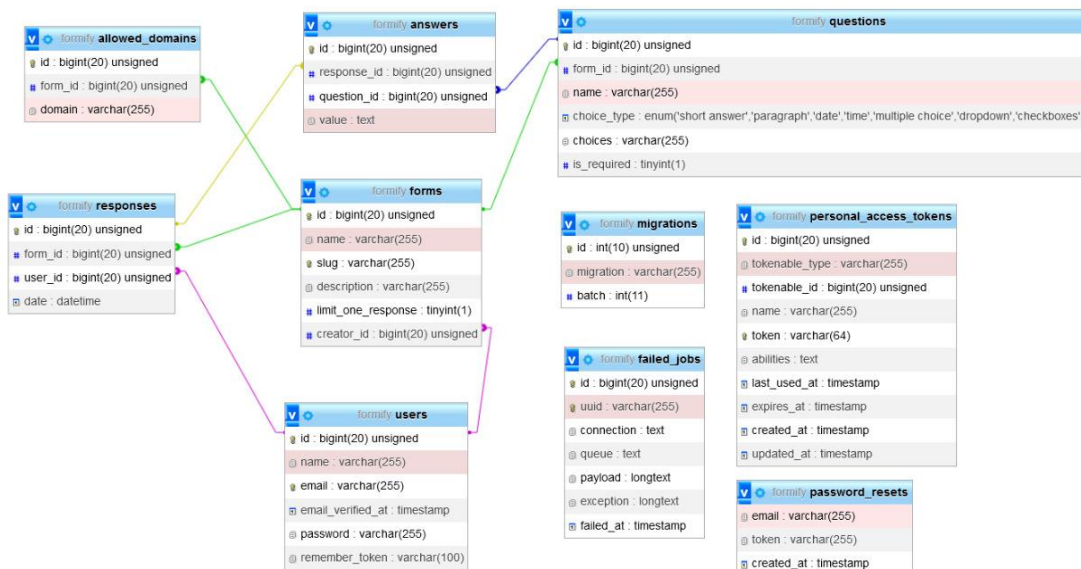 formify allowed_domains
id : bigint(20) unsigned
form_id : bigint(20) unsigned
domain : varchar(255)
formify answers
id : bigint(20) unsigned
response_id : bigint(20) unsigned
question_id : bigint(20) unsigned
value : text
formify questions
id : bigint(20) unsigned
form_id : bigint(20) unsigned
name : varchar(255)
choice_type : enum('short answer','paragraph','date','time','multiple choice','dropdown','checkboxes'
choices : varchar(255)
is_required : tinyint(1)
formify responses
id : bigint(20) unsigned
form_id : bigint(20) unsigned
user_id : bigint(20) unsigned
date : datetime
formify forms
id : bigint(20) unsigned
name : varchar(255)
slug : varchar(255)
description : varchar(255)
limit_one_response : tinyint(1)
creator_id : bigint(20) unsigned
formify migrations
id : int(10) unsigned
migration : varchar(255)
batch : int(11)
formify personal_access_tokens
id : bigint(20) unsigned
tokenable_type : varchar(255)
tokenable_id : bigint(20) unsigned
name : varchar(255)
token : varchar(64)
abilities : text
last_used_at : timestamp
expires_at : timestamp
created_at : timestamp
updated_at : timestamp
formify users
id : bigint(20) unsigned
name : varchar(255)
email : varchar(255)
email_verified_at : timestamp
password : varchar(255)
remember_token : varchar(100)
formify failed_jobs
id : bigint(20) unsigned
uuid : varchar(255)
connection : text
queue : text
payload : longtext
exception : longtext
failed_at : timestamp
formify password_resets
email : varchar(255)
token : varchar(255)
created_at : timestamp